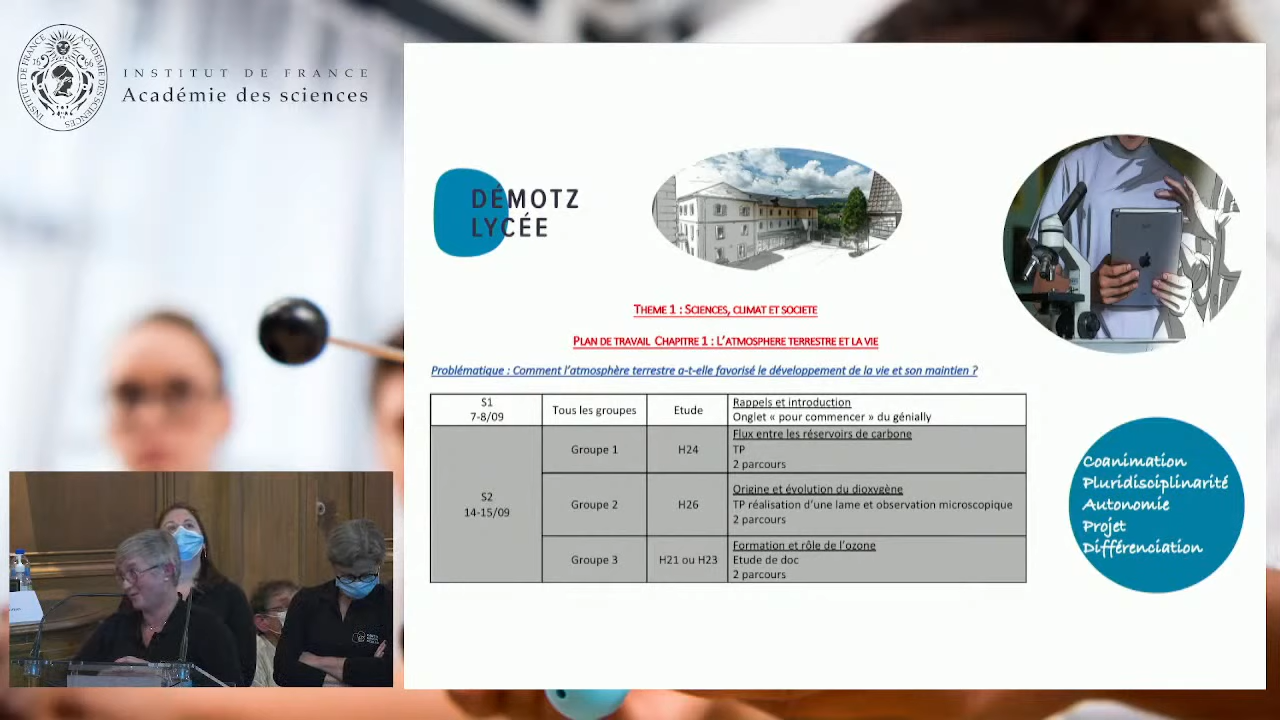 INSTITUT DE FRANCE
Académie des sciences
DÉMOTZ
LYCÉE
THEME 1 : SCIENCES, CLIMAT ET SOCIETE
PLAN DE TRAVAIL CHAPITRE 1 : L'ATMOSPHERE TERRESTRE ET LA VIE
Problématique : Comment l'atmosphère terrestre a-t-elle favorisé le développement de la vie et son maintien ?
S1
7-8/09
Tous les groupes
Etude
Rappels et introduction
Onglet « pour commencer » du génially
S2
14-15/09
Groupe 1
H24
Flux entre les réservoirs de carbone
TP
2 parcours
Groupe 2
H26
Origine et évolution du dioxygène
TP réalisation d'une lame et observation microscopique
2 parcours
Groupe 3
H21 ou H23
Formation et rôle de l'ozone
Etude de doc
2 parcours
Coanimation
Pluridisciplinarité
Autonomie
Projet
Différenciation